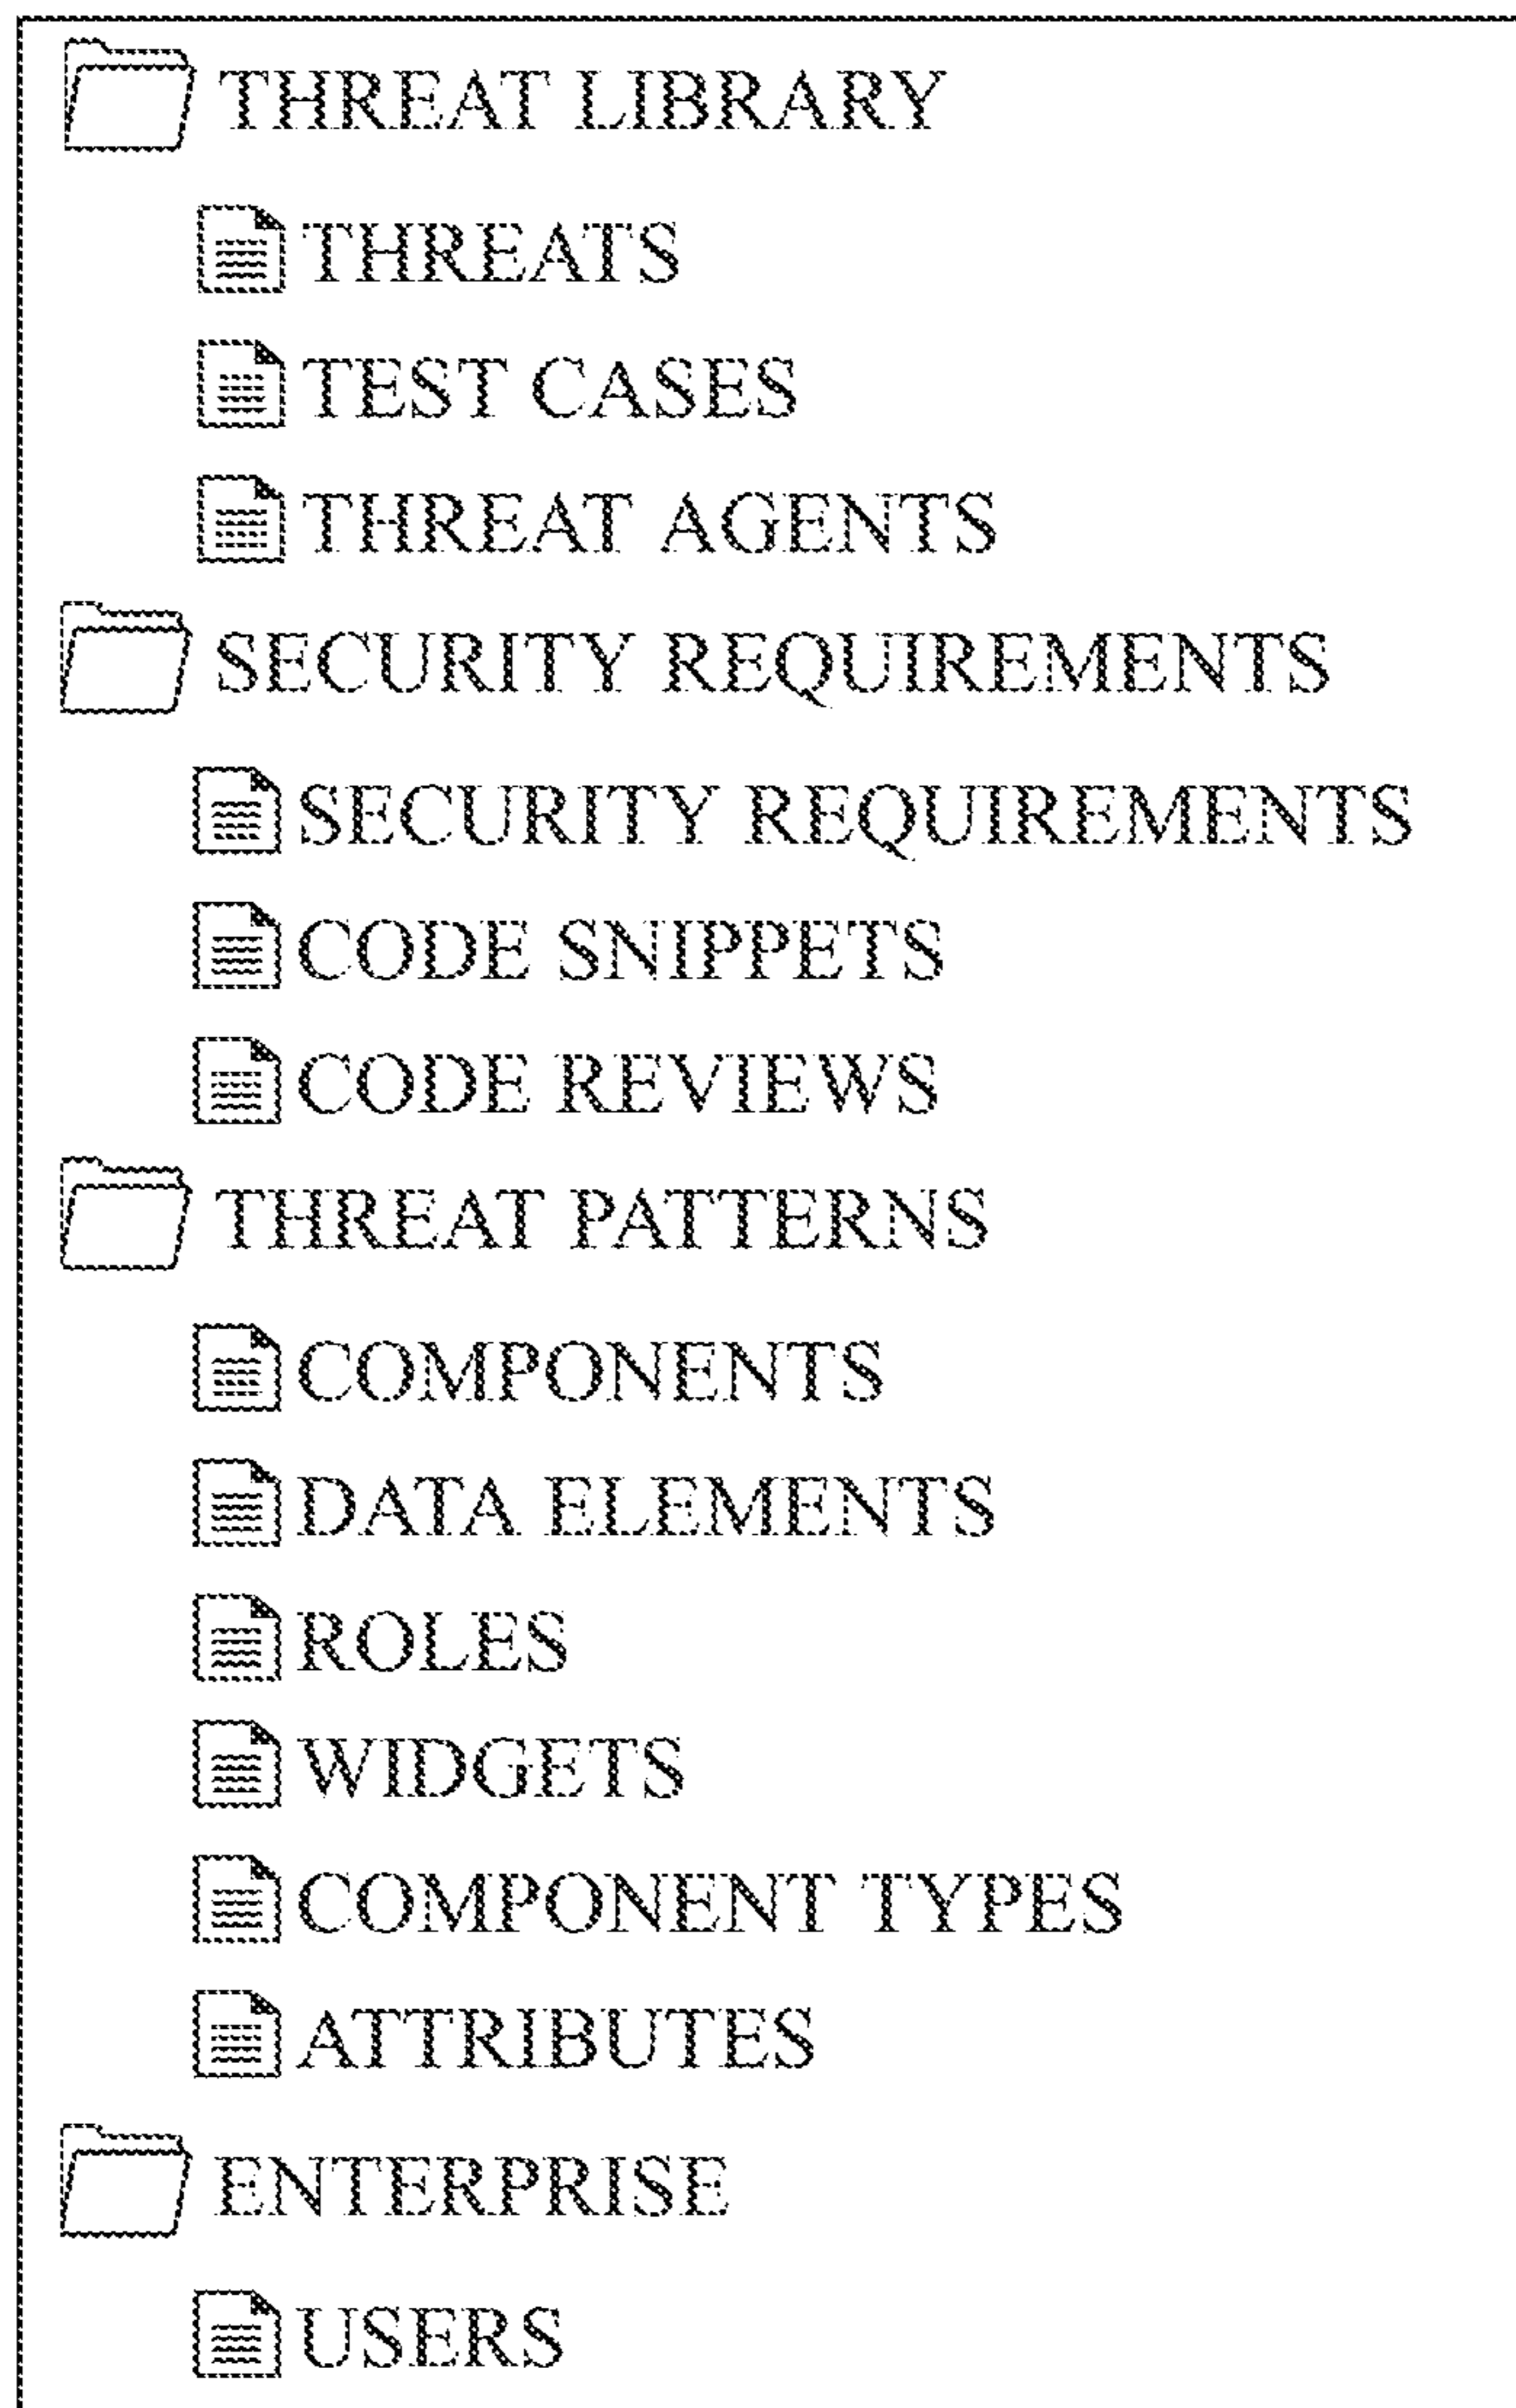 THREAT LIBRARY
THREATS
TEST CASES
THREAT AGENTS
SECURITY REQUIREMENTS
SECURITY REQUIREMENTS
CODE SNIPPETS
CODE REVIEWS
THREAT PATTERNS
COMPONENTS
DATA ELEMENTS
ROLES
WIDGETS
COMPONENT TYPES
ATTRIBUTES
ENTERPRISE
USERS